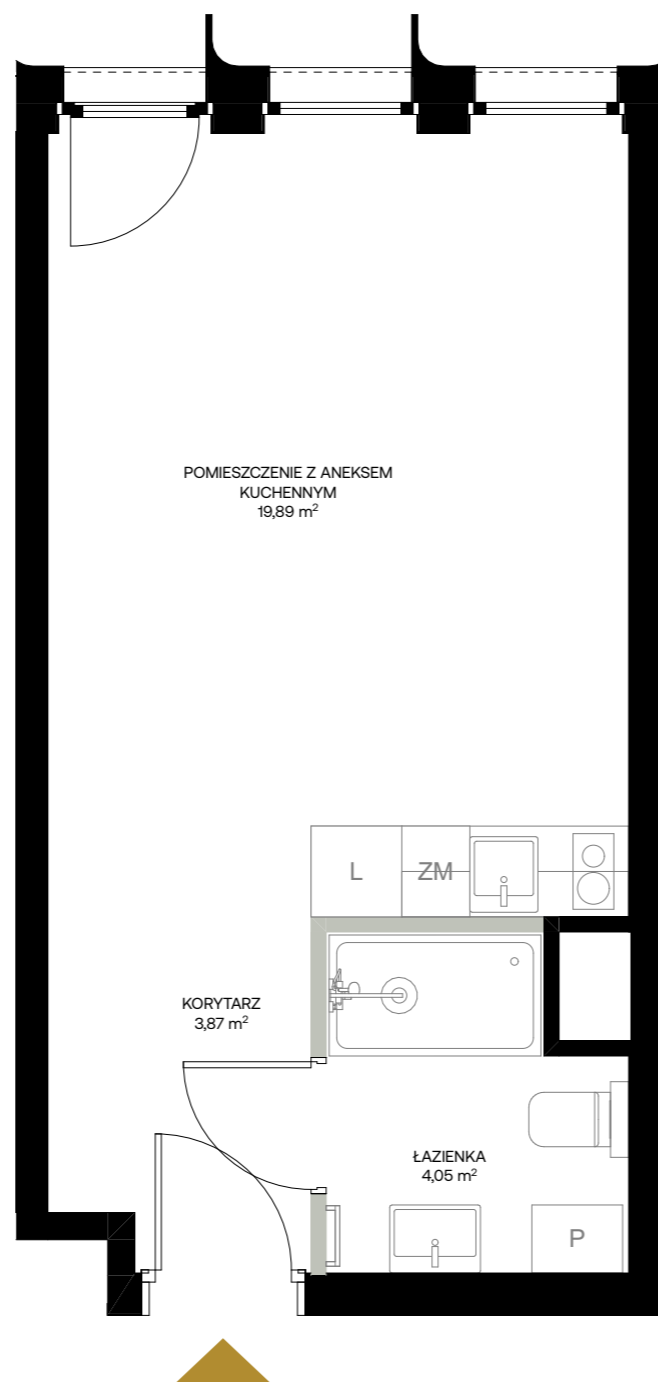 POMIESZCZENIE Z ANEKSEM
KUCHENNYM
19,89 m²
L ZM
KORYTARZ
3,87 m²
ŁAZIENKA
4,05 m²
P